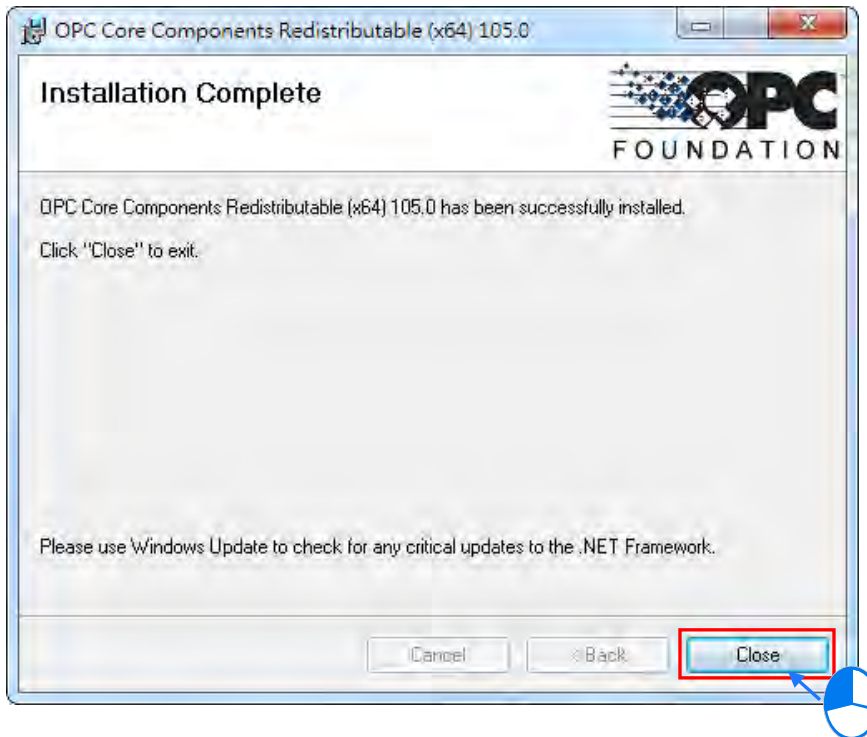 OPC Core Components Redistributable (x64) 105.0
Installation Complete
OPC
FOUNDATION
OPC Core Components Redistributable (x64) 105.0 has been successfully installed.
Click "Close" to exit.
Please use Windows Update to check for any critical updates to the .NET Framework.
Cancel
< Back
Close